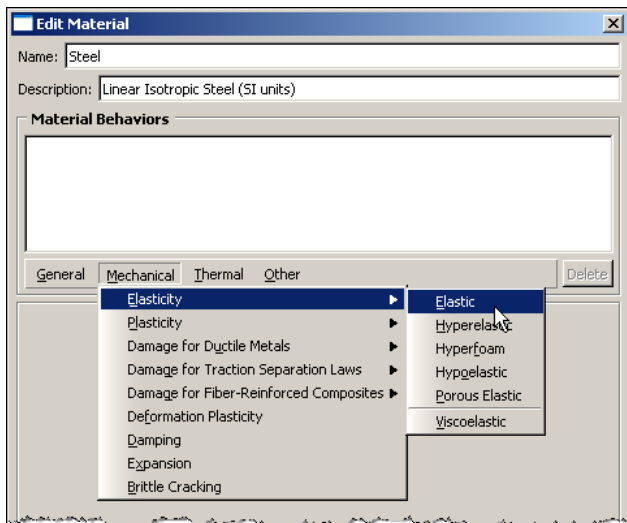 Edit Material
Name: Steel
Description: Linear Isotropic Steel (SI units)
Material Behaviors
General Mechanical Thermal Other Delete
Elasticity
Plasticity
Damage for Ductile Metals
Damage for Traction Separation Laws
Damage for Fiber-Reinforced Composites
Deformation Plasticity
Damping
Expansion
Brittle Cracking
Elastic
Hyperelastic
Hyperfoam
Hypoelastic
Porous Elastic
Viscoelastic